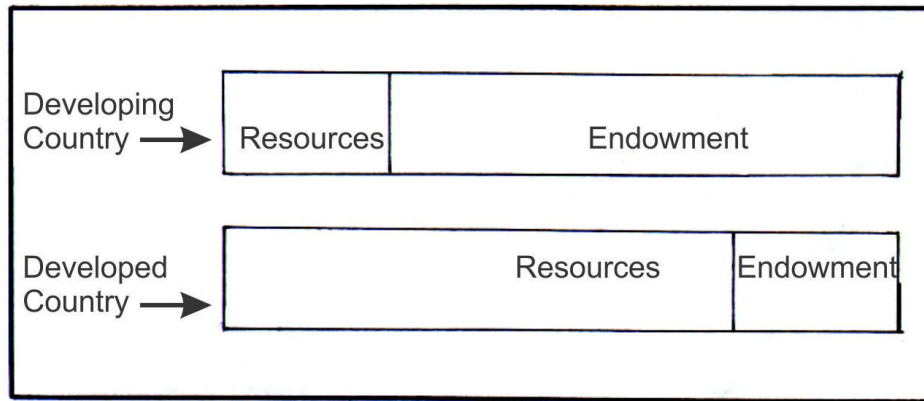 Developing
Country
Resources
Endowment
Developed
Country
Resources
Endowment